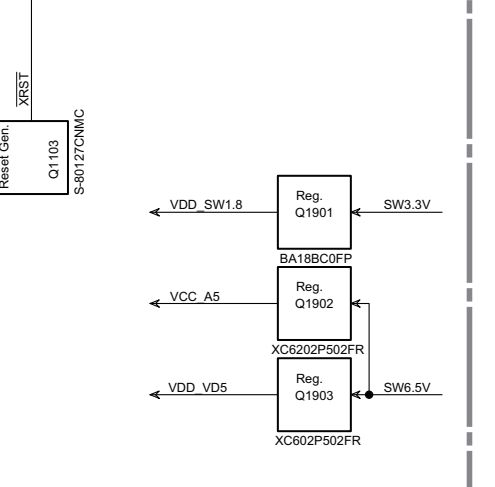 XRST
Reset Gen.
Q1103
S-80127CNMC
Reg.
Q1901
VDD_SW1.8
SW3.3V
BA18BC0FP
Reg.
Q1902
VCC_A5
XC6202P502FR
Reg.
Q1903
VDD_VD5
SW6.5V
XC602P502FR